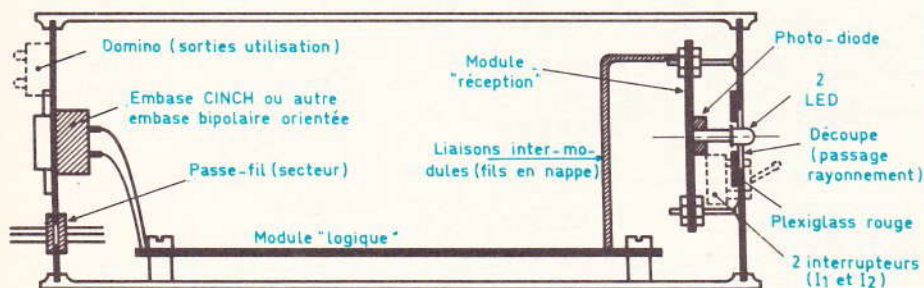 Domino (sorties utilisation)
Embase CINCH ou autre
embase bipolaire orientée
Passe-fil (secteur)
Module "logique"
Module
"réception"
Liaisons inter-mo-
dules (fils en nappe)
Photo-diode
2
LED
Découpe
(passage
rayonnement)
Plexiglass rouge
2 interrupteurs
(I1 et I2)